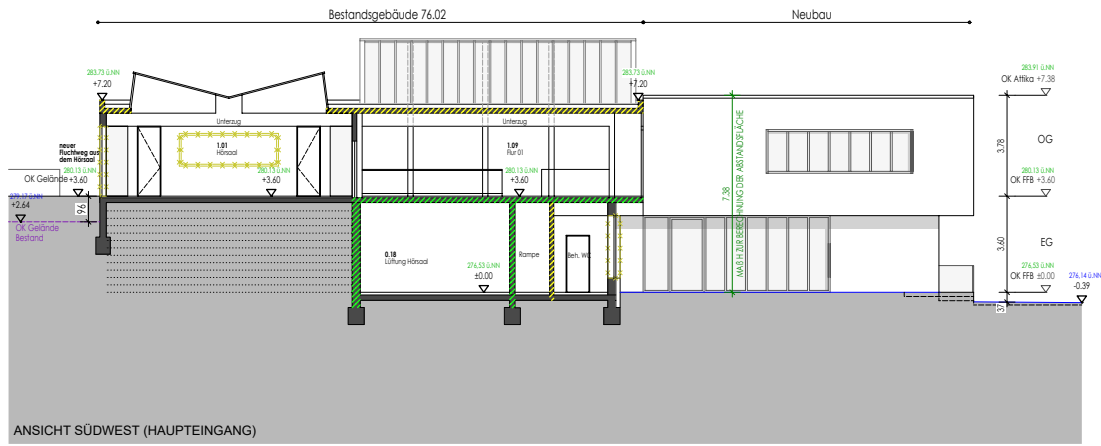 Bestandsgebäude 76.02
Neubau
283.73 ü.NN
+7.20
283.73 ü.NN
+7.20
283.91 ü.NN
OK Attika +7.38
Unterzug
Unterzug
neuer
Fluchtweg aus
dem Hörsaal
1.01
Hörsaal
1.09
Flur 01
3.78
OG
280.13 ü.NN
OK Gelände +3.60
280.13 ü.NN
+3.60
280.13 ü.NN
+3.60
280.13 ü.NN
OK FFB +3.60
7.38
MAß H ZUR BERECHNUNG DER ABSTANDSFLÄCHE
279.17 ü.NN
+2.64
96
OK Gelände
Bestand
0.18
Lüftung Hörsaal
Rampe
Beh. WC
3.60
EG
276,53 ü.NN
±0.00
276.53 ü.NN
OK FFB ±0.00
276,14 ü.NN
-0.39
37
ANSICHT SÜDWEST (HAUPTEINGANG)